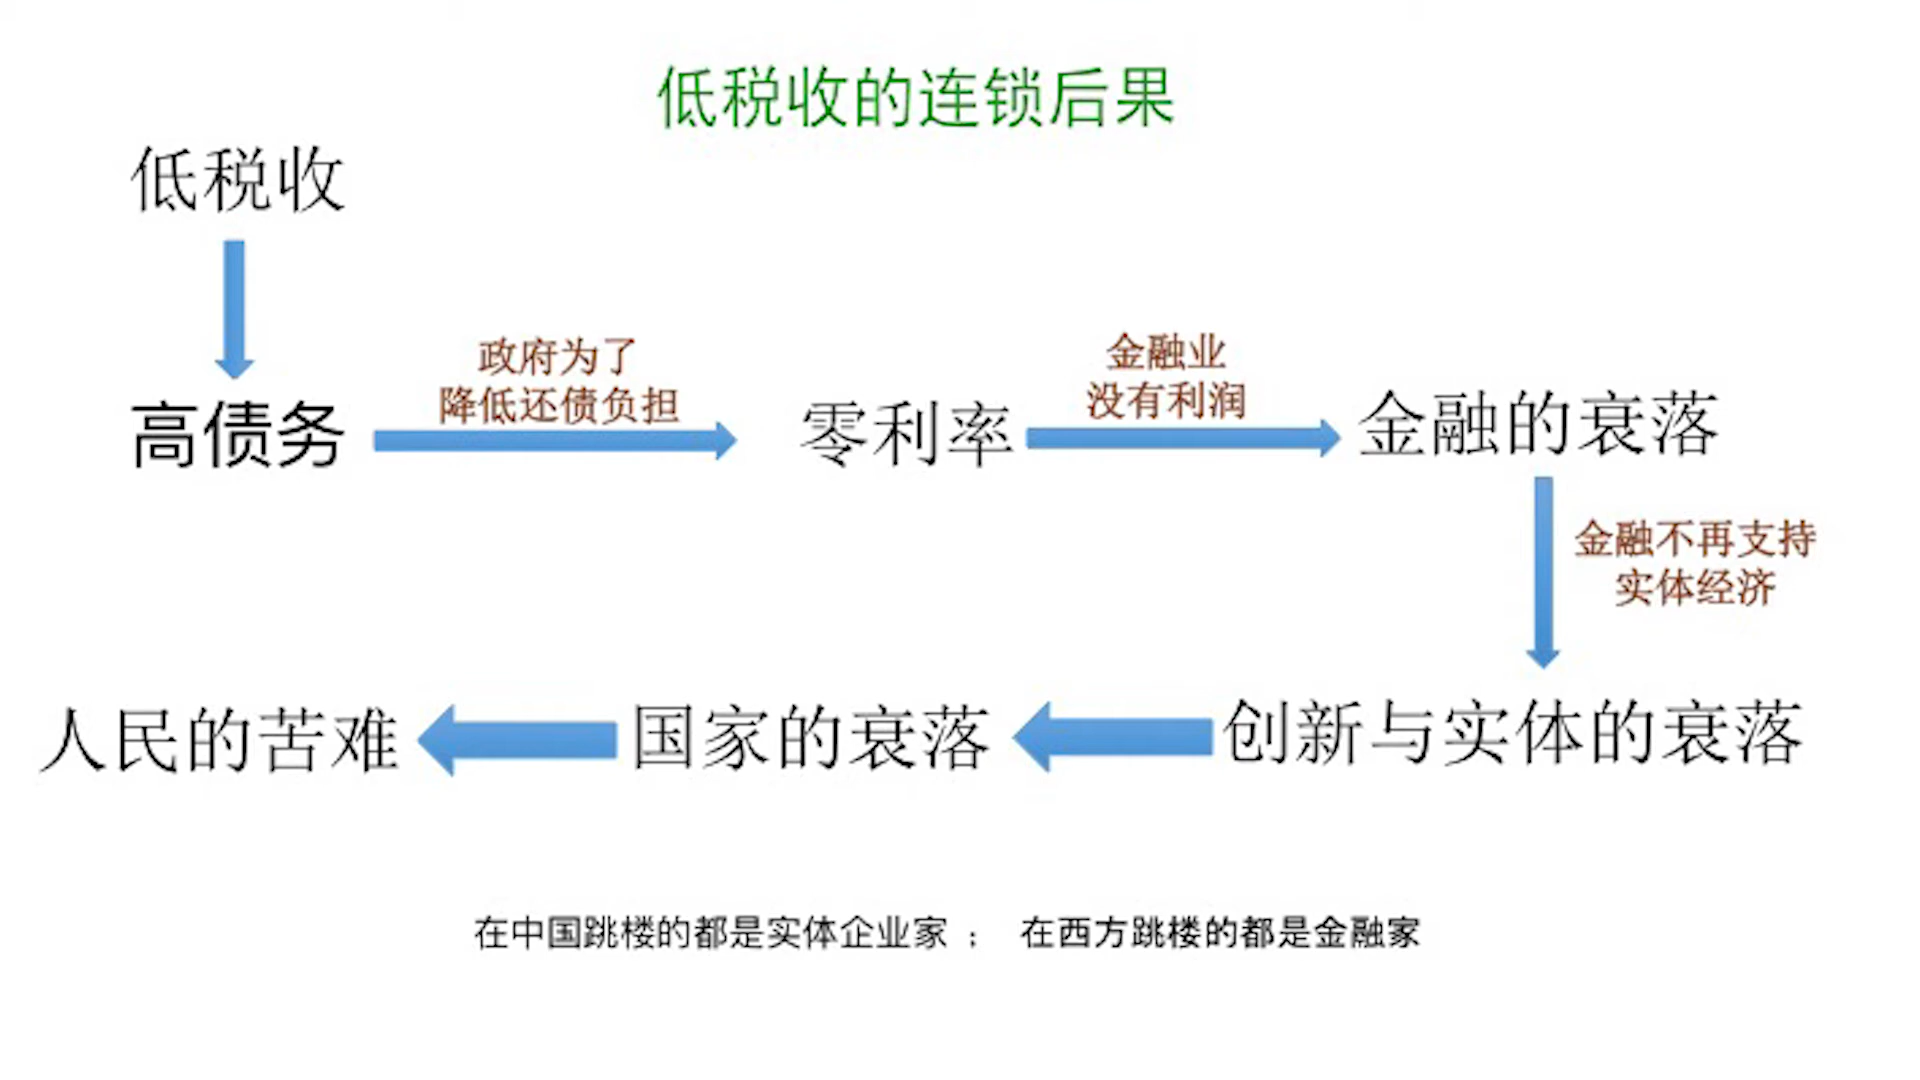 低税收的连锁后果
低税收
政府为了
降低还债负担
金融业
没有利润
高债务
零利率
金融的衰落
金融不再支持
实体经济
人民的苦难
国家的衰落
创新与实体的衰落
在中国跳楼的都是实体企业家 ； 在西方跳楼的都是金融家